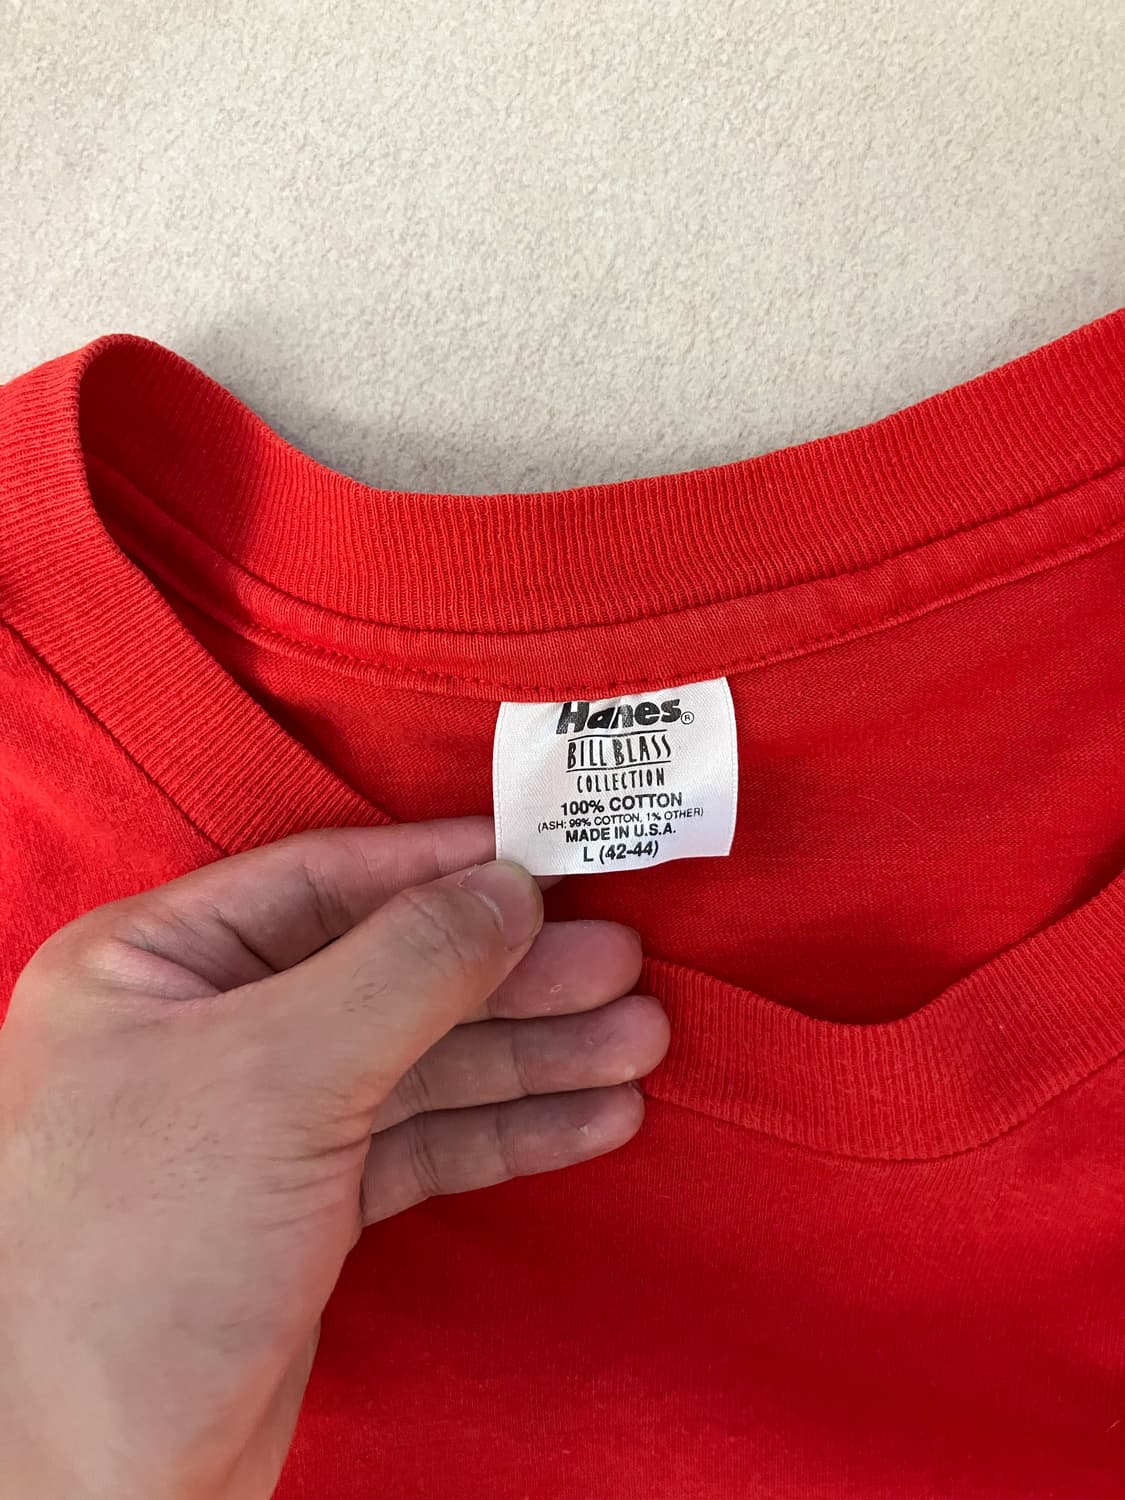 Hanes®
BILL BLASS
COLLECTION
100% COTTON
(ASH: 99% COTTON, 1% OTHER)
MADE IN U.S.A.
L (42-44)